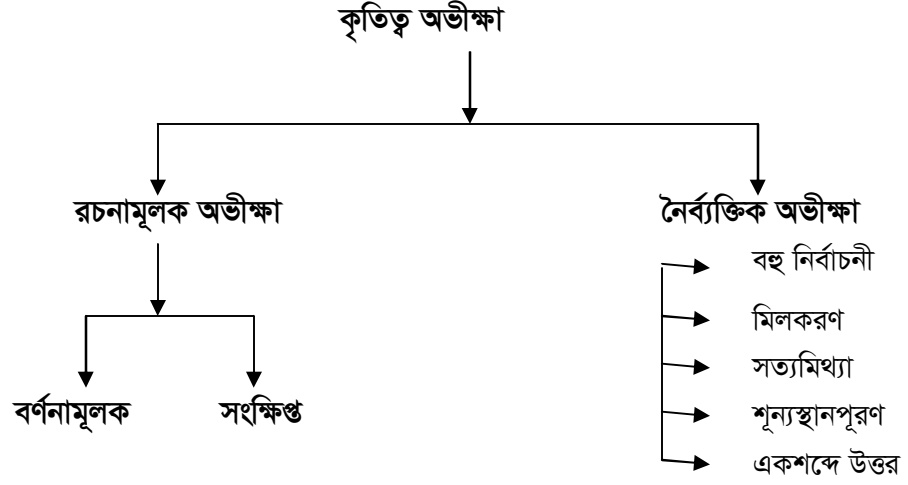 কৃতিত্ব অভীক্ষা
রচনামূলক অভীক্ষা
নৈর্ব্যক্তিক অভীক্ষা
বহু নির্বাচনী
মিলকরণ
সত্যমিথ্যা
শূন্যস্থানপূরণ
একশব্দে উত্তর
বর্ণনামূলক
সংক্ষিপ্ত